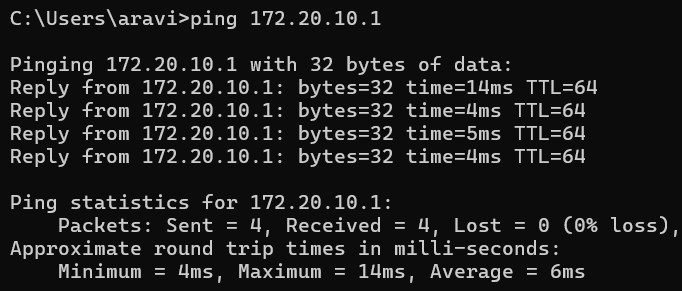 C:\Users\aravi>ping 172.20.10.1
Pinging 172.20.10.1 with 32 bytes of data:
Reply from 172.20.10.1: bytes=32 time=14ms TTL=64
Reply from 172.20.10.1: bytes=32 time=4ms TTL=64
Reply from 172.20.10.1: bytes=32 time=5ms TTL=64
Reply from 172.20.10.1: bytes=32 time=4ms TTL=64
Ping statistics for 172.20.10.1:
Packets: Sent = 4, Received = 4, Lost = 0 (0% loss),
Approximate round trip times in milli-seconds:
Minimum = 4ms, Maximum = 14ms, Average = 6ms